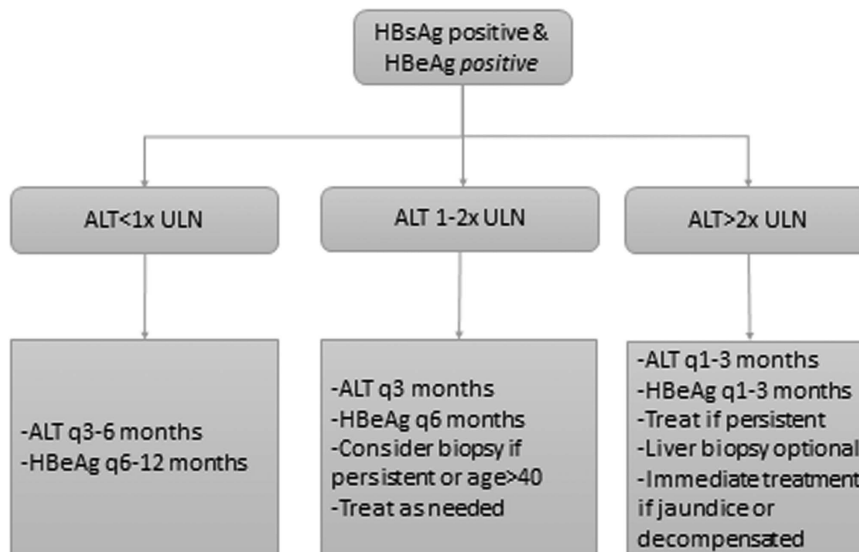 HBsAg positive &
HBeAg positive
ALT<1x ULN
ALT 1-2x ULN
ALT>2x ULN
-ALT q3-6 months
-HBeAg q6-12 months
-ALT q3 months
-HBeAg q6 months
-Consider biopsy if
persistent or age>40
-Treat as needed
-ALT q1-3 months
-HBeAg q1-3 months
-Treat if persistent
-Liver biopsy optional
-Immediate treatment
if jaundice or
decompensated